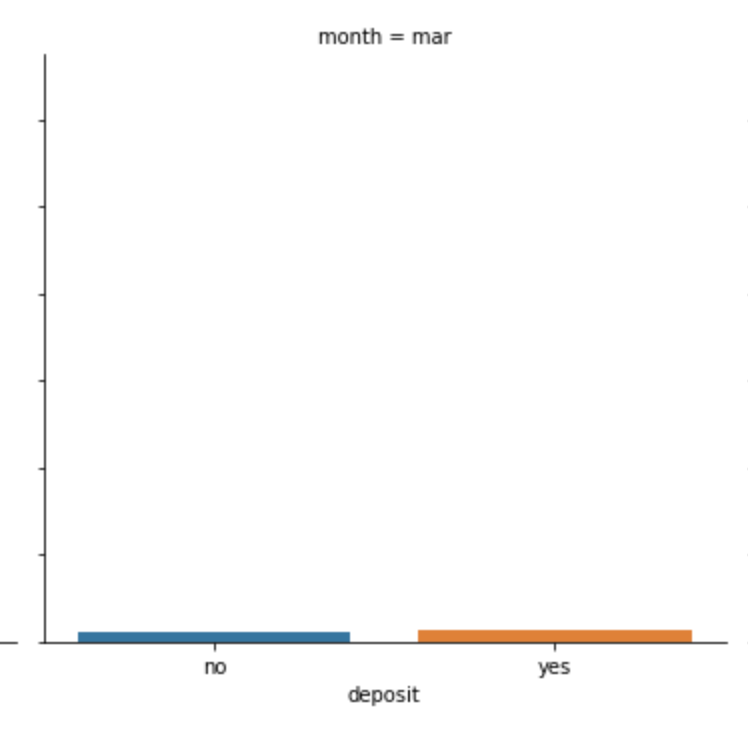 month = mar
no yes
deposit